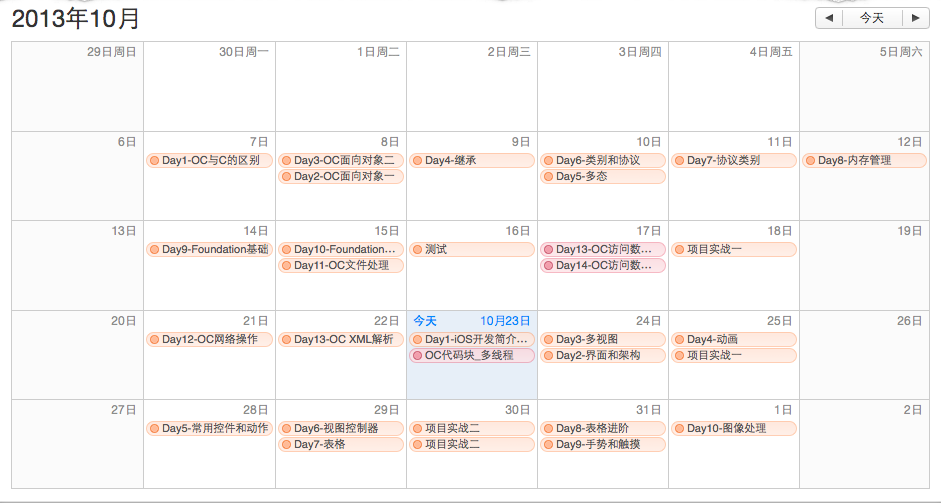 2013年10月
◀ 今天 ▶
29日周日 30日周一 1日周二 2日周三 3日周四 4日周五 5日周六
6日 7日 8日 9日 10日 11日 12日
Day1-OC与C的区别 Day3-OC面向对象二 Day4-继承 Day6-类别和协议 Day7-协议类别 Day8-内存管理
Day2-OC面向对象一 Day5-多态
13日 14日 15日 16日 17日 18日 19日
Day9-Foundation基础 Day10-Foundation... 测试 Day13-OC访问数... 项目实战一
Day11-OC文件处理 Day14-OC访问数...
20日 21日 22日 今天 10月23日 24日 25日 26日
Day12-OC网络操作 Day13-OC XML解析 Day1-iOS开发简介... Day3-多视图 Day4-动画
OC代码块_多线程 Day2-界面和架构 项目实战一
27日 28日 29日 30日 31日 1日 2日
Day5-常用控件和动作 Day6-视图控制器 项目实战二 Day8-表格进阶 Day10-图像处理
Day7-表格 项目实战二 Day9-手势和触摸